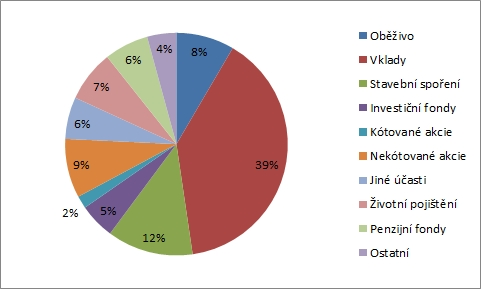 8%
39%
12%
5%
2%
9%
6%
7%
6%
4%
Oběživo
Vklady
Stavební spoření
Investiční fondy
Kótované akcie
Nekótované akcie
Jiné účasti
Životní pojištění
Penzijní fondy
Ostatní